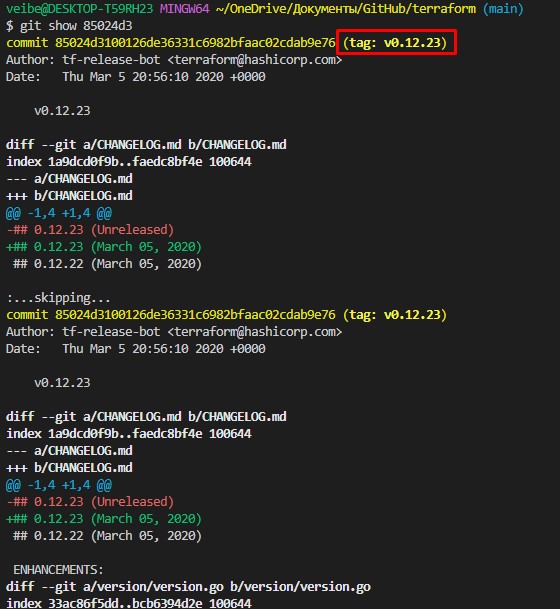 veibe@DESKTOP-T59RH23 MINGW64 ~/OneDrive/Документы/GitHub/terraform (main)
$ git show 85024d3
commit 85024d3100126de36331c6982bfaac02cdab9e76 (tag: v0.12.23)
Author: tf-release-bot <terraform@hashicorp.com>
Date:   Thu Mar 5 20:56:10 2020 +0000

    v0.12.23

diff --git a/CHANGELOG.md b/CHANGELOG.md
index 1a9dcd0f9b..faedc8bf4e 100644
--- a/CHANGELOG.md
+++ b/CHANGELOG.md
@@ -1,4 +1,4 @@
-## 0.12.23 (Unreleased)
+## 0.12.23 (March 05, 2020)
 ## 0.12.22 (March 05, 2020)

:...skipping...
commit 85024d3100126de36331c6982bfaac02cdab9e76 (tag: v0.12.23)
Author: tf-release-bot <terraform@hashicorp.com>
Date:   Thu Mar 5 20:56:10 2020 +0000

    v0.12.23

diff --git a/CHANGELOG.md b/CHANGELOG.md
index 1a9dcd0f9b..faedc8bf4e 100644
--- a/CHANGELOG.md
+++ b/CHANGELOG.md
@@ -1,4 +1,4 @@
-## 0.12.23 (Unreleased)
+## 0.12.23 (March 05, 2020)
 ## 0.12.22 (March 05, 2020)

 ENHANCEMENTS:
diff --git a/version/version.go b/version/version.go
index 33ac86f5dd..bcb6394d2e 100644